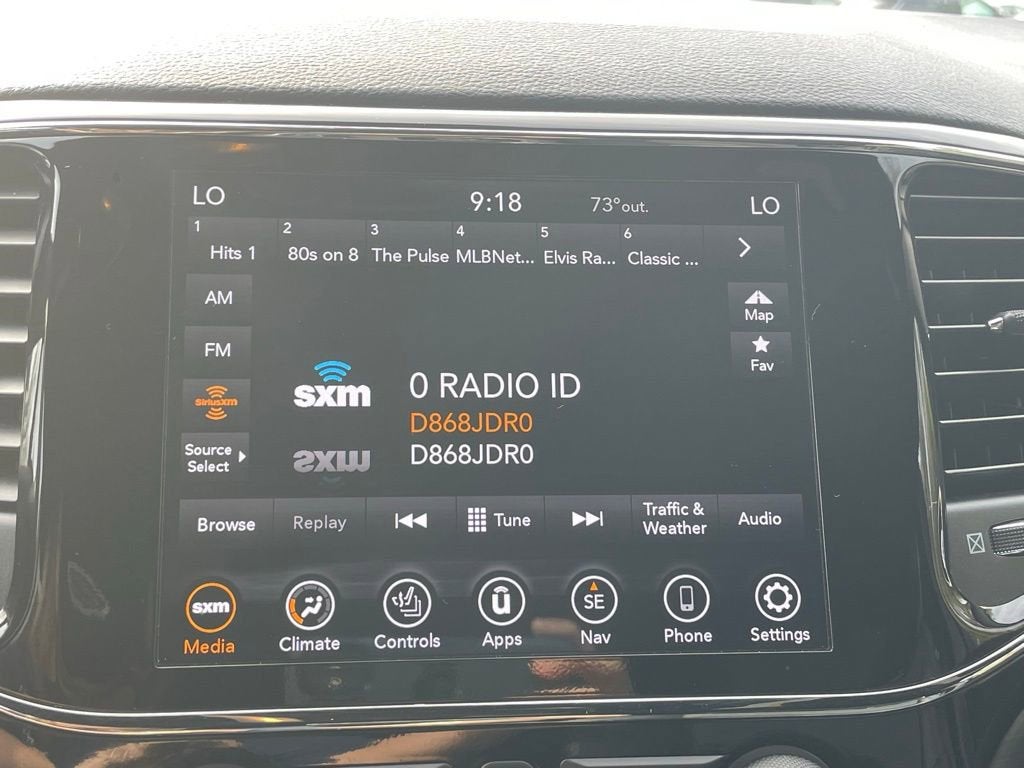 LO 9:18 73°out. LO
1 2 3 4 5 6
Hits 1 80s on 8 The Pulse MLBNet... Elvis Ra... Classic ...
AM
Map
FM
Fav
sxm 0 RADIO ID
SiriusXM
D868JDR0
D868JDR0
Source
Select
Browse Replay Tune Traffic & Audio
Weather
sxm SE
Media Climate Controls Apps Nav Phone Settings